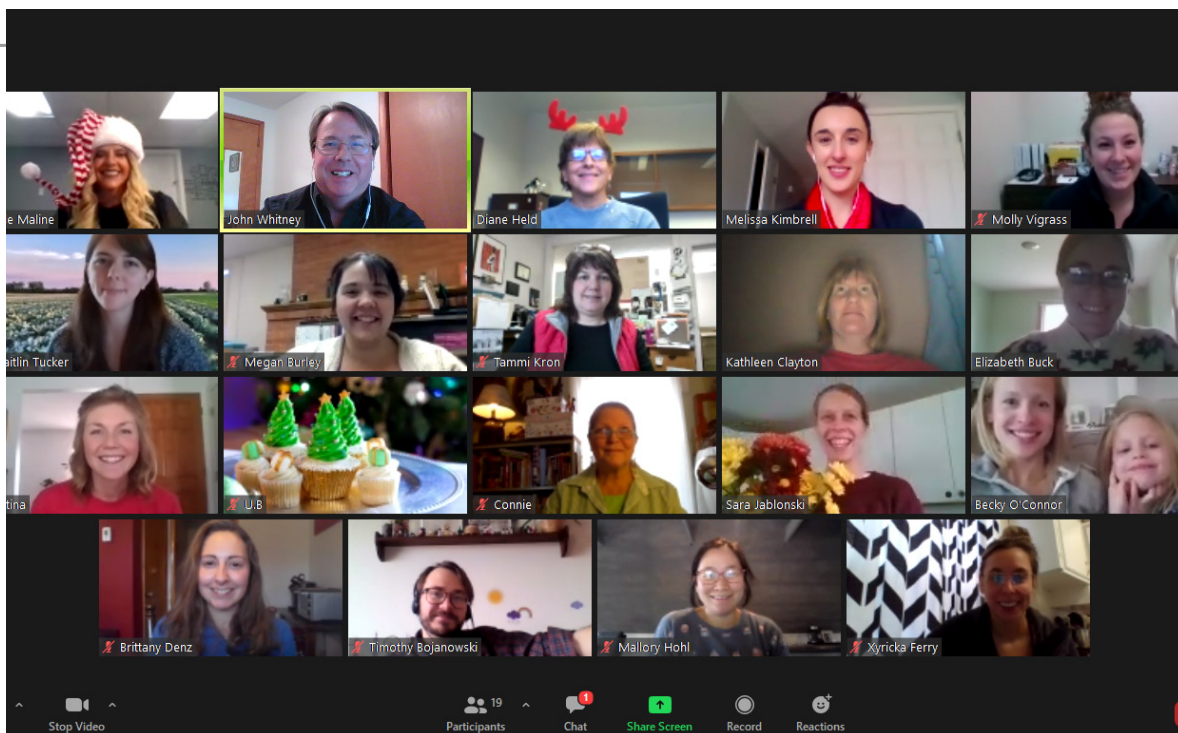 e Maline
John Whitney
Diane Held
Melissa Kimbrell
Molly Vigrass
aitlin Tucker
Megan Burley
Tammi Kron
Kathleen Clayton
Elizabeth Buck
tina
U.B
Connie
Sara Jablonski
Becky O'Connor
Brittany Denz
Timothy Bojanowski
Mallory Hohl
Xyricka Ferry
19
1
Stop Video
Participants
Chat
Share Screen
Record
Reactions